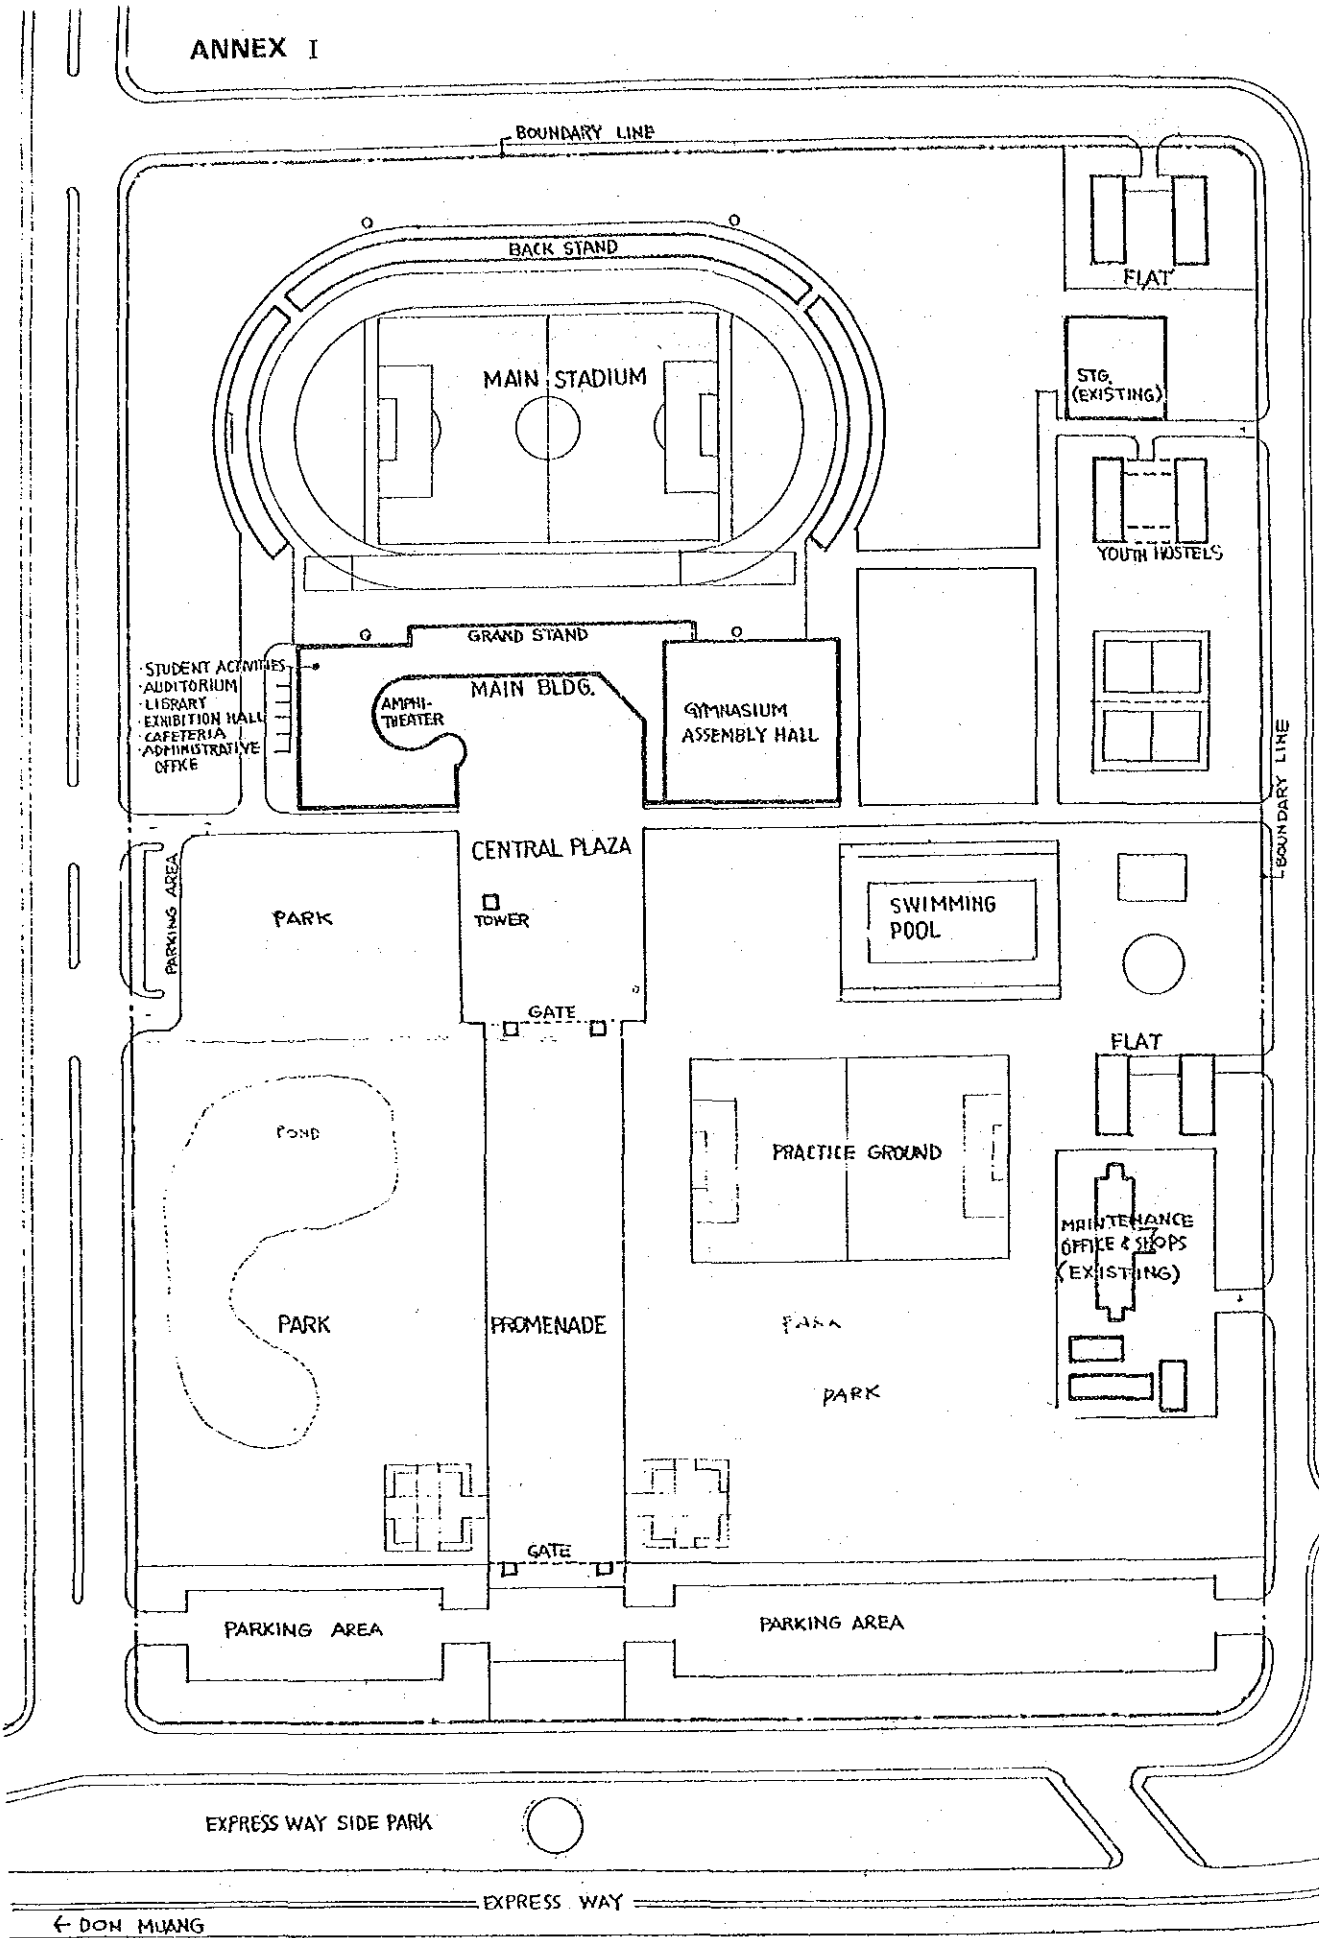 ANNEX I
BOUNDARY LINE
BACK STAND
FLAT
MAIN STADIUM
STG.
(EXISTING)
YOUTH HOSTELS
GRAND STAND
·STUDENT ACTIVITIES
·AUDITORIUM
·LIBRARY
·EXHIBITION HALL
·CAFETERIA
·ADMINISTRATIVE
OFFICE
AMPHI-
THEATER
MAIN BLDG.
GYMNASIUM
ASSEMBLY HALL
BOUNDARY LINE
PARKING AREA
PARK
CENTRAL PLAZA
TOWER
SWIMMING
POOL
GATE
FLAT
POND
PRACTICE GROUND
MAINTENANCE
OFFICE & SHOPS
(EXISTING)
PARK
PROMENADE
PARK
PARK
GATE
PARKING AREA
PARKING AREA
EXPRESS WAY SIDE PARK
EXPRESS WAY
← DON MUANG